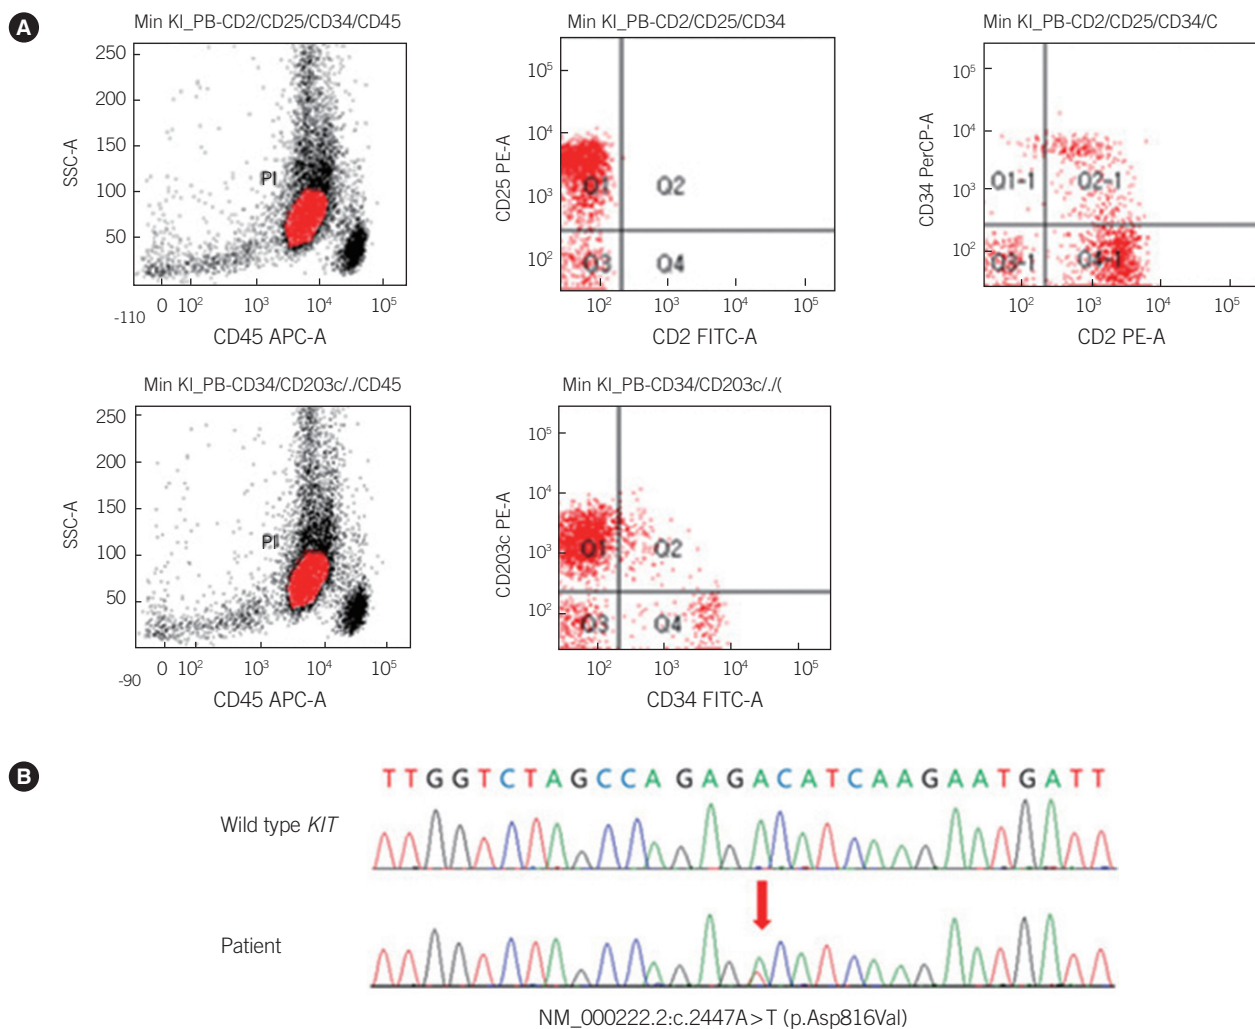 A
Min KI_PB-CD2/CD25/CD34/CD45
SSC-A
250
200
150
100
50
PI
-110
0 10² 10³ 10⁴ 10⁵
CD45 APC-A
Min KI_PB-CD2/CD25/CD34
CD25 PE-A
10⁵
10⁴
10³
10²
Q1 Q2
Q3 Q4
10² 10³ 10⁴ 10⁵
CD2 FITC-A
Min KI_PB-CD2/CD25/CD34/C
CD34 PerCP-A
10⁵
10⁴
10³
10²
Q1-1 Q2-1
Q3-1 Q4-1
10² 10³ 10⁴ 10⁵
CD2 PE-A
Min KI_PB-CD34/CD203c/./CD45
SSC-A
250
200
150
100
50
PI
-90
0 10² 10³ 10⁴ 10⁵
CD45 APC-A
Min KI_PB-CD34/CD203c/./(
CD203c PE-A
10⁵
10⁴
10³
10²
Q1 Q2
Q3 Q4
10² 10³ 10⁴ 10⁵
CD34 FITC-A
B
T T G G T C T A G C C A G A G A C A T C A A G A A T G A T T
Wild type KIT
Patient
NM_000222.2:c.2447A>T (p.Asp816Val)